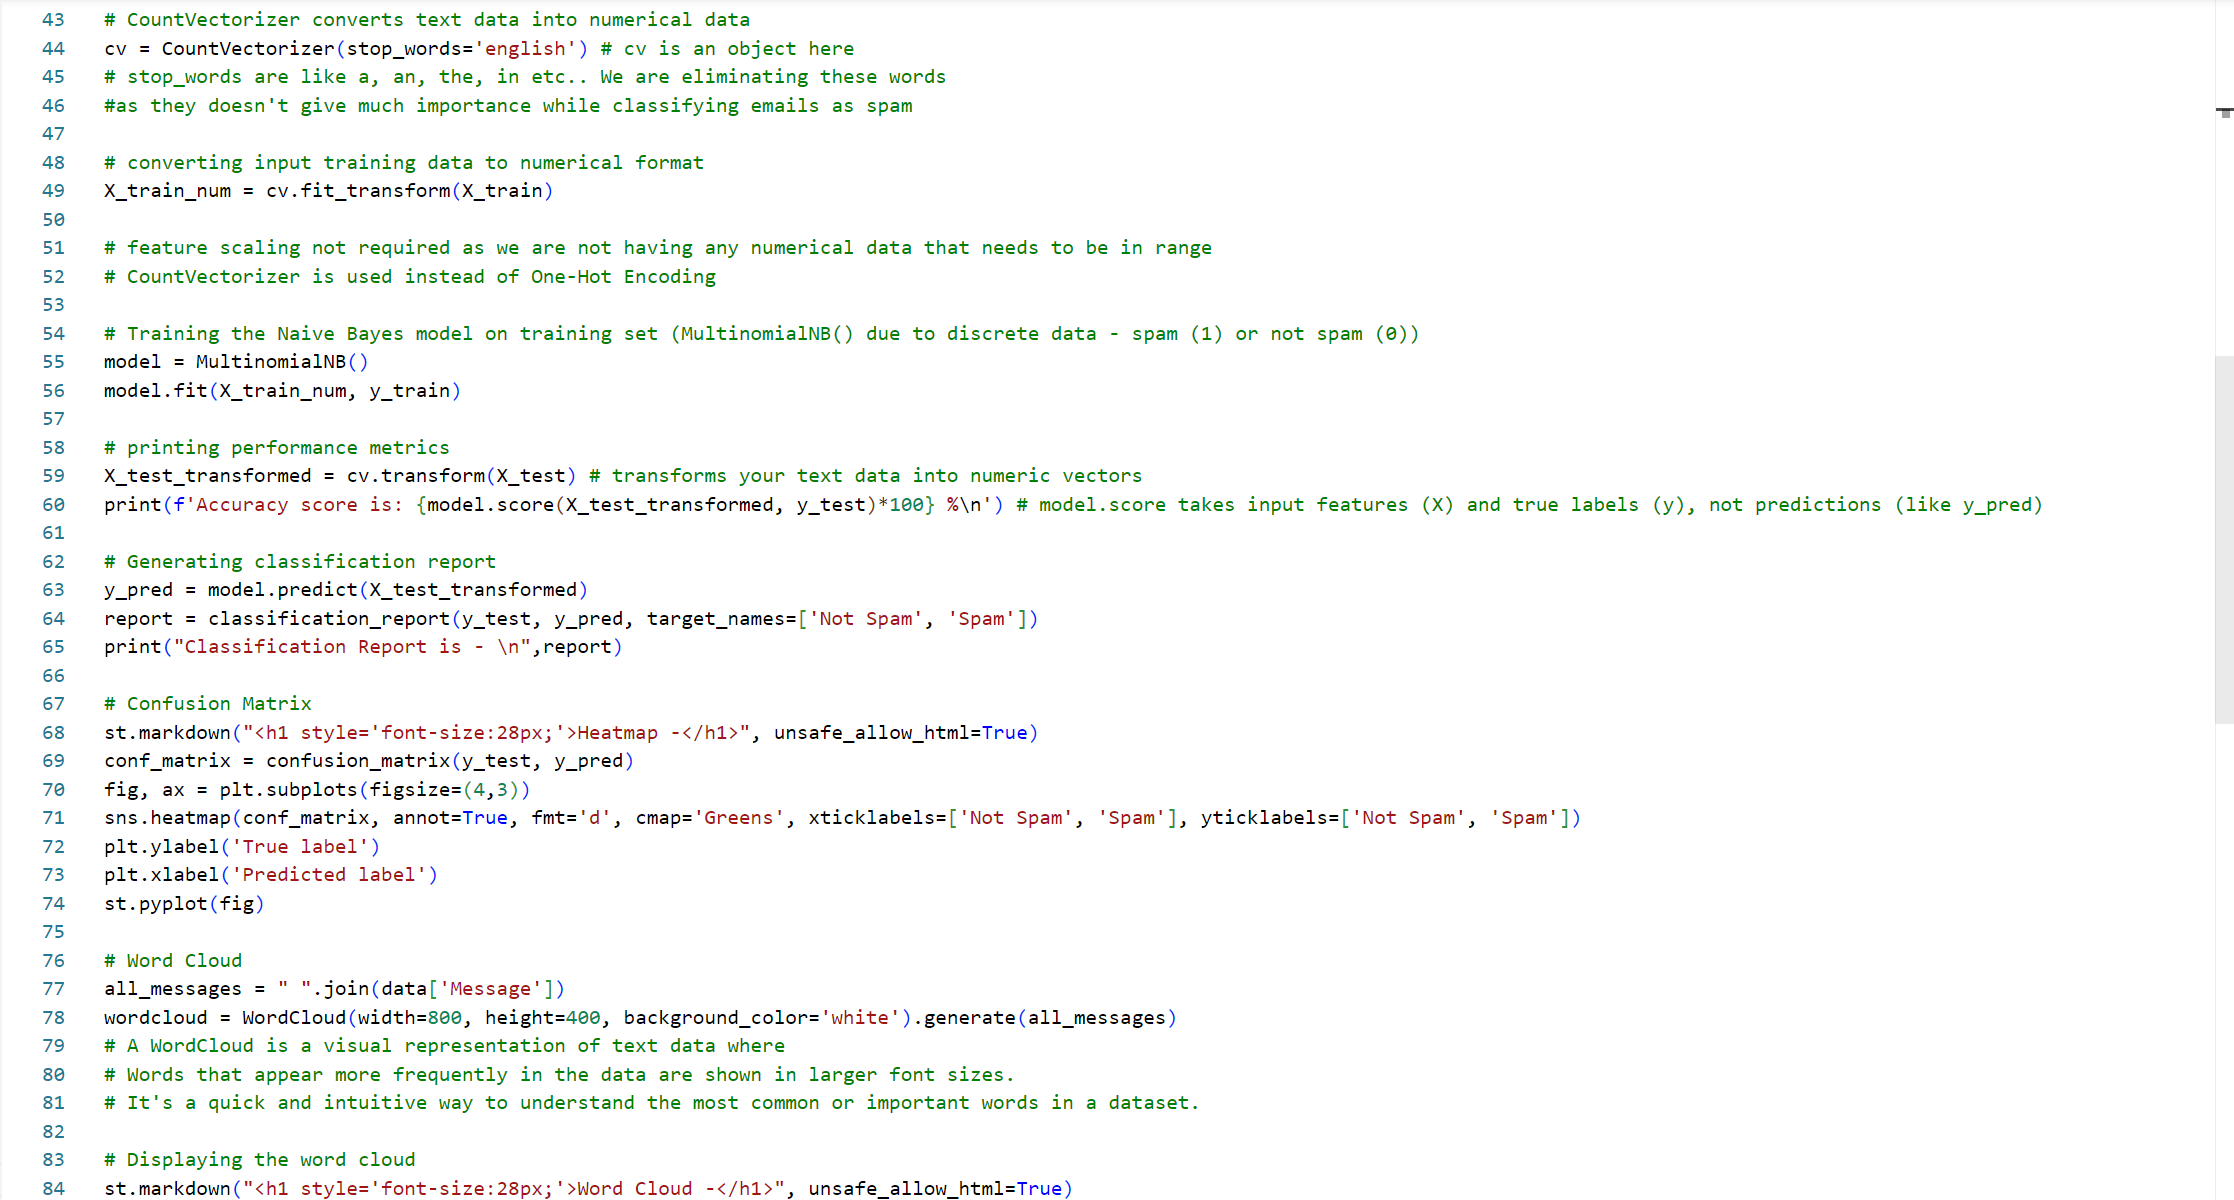 43 # CountVectorizer converts text data into numerical data
44 cv = CountVectorizer(stop_words='english') # cv is an object here
45 # stop_words are like a, an, the, in etc.. We are eliminating these words
46 #as they doesn't give much importance while classifying emails as spam
47
48 # converting input training data to numerical format
49 X_train_num = cv.fit_transform(X_train)
50
51 # feature scaling not required as we are not having any numerical data that needs to be in range
52 # CountVectorizer is used instead of One-Hot Encoding
53
54 # Training the Naive Bayes model on training set (MultinomialNB() due to discrete data - spam (1) or not spam (0))
55 model = MultinomialNB()
56 model.fit(X_train_num, y_train)
57
58 # printing performance metrics
59 X_test_transformed = cv.transform(X_test) # transforms your text data into numeric vectors
60 print(f'Accuracy score is: {model.score(X_test_transformed, y_test)*100} %\n') # model.score takes input features (X) and true labels (y), not predictions (like y_pred)
61
62 # Generating classification report
63 y_pred = model.predict(X_test_transformed)
64 report = classification_report(y_test, y_pred, target_names=['Not Spam', 'Spam'])
65 print("Classification Report is - \n",report)
66
67 # Confusion Matrix
68 st.markdown("<h1 style='font-size:28px;'>Heatmap -</h1>", unsafe_allow_html=True)
69 conf_matrix = confusion_matrix(y_test, y_pred)
70 fig, ax = plt.subplots(figsize=(4,3))
71 sns.heatmap(conf_matrix, annot=True, fmt='d', cmap='Greens', xticklabels=['Not Spam', 'Spam'], yticklabels=['Not Spam', 'Spam'])
72 plt.ylabel('True label')
73 plt.xlabel('Predicted label')
74 st.pyplot(fig)
75
76 # Word Cloud
77 all_messages = " ".join(data['Message'])
78 wordcloud = WordCloud(width=800, height=400, background_color='white').generate(all_messages)
79 # A WordCloud is a visual representation of text data where
80 # Words that appear more frequently in the data are shown in larger font sizes.
81 # It's a quick and intuitive way to understand the most common or important words in a dataset.
82
83 # Displaying the word cloud
84 st.markdown("<h1 style='font-size:28px;'>Word Cloud -</h1>", unsafe_allow_html=True)